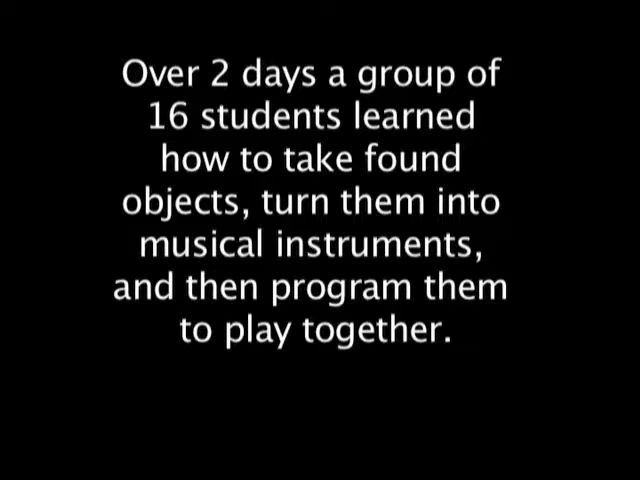 Over 2 days a group of
16 students learned
how to take found
objects, turn them into
musical instruments,
and then program them
to play together.